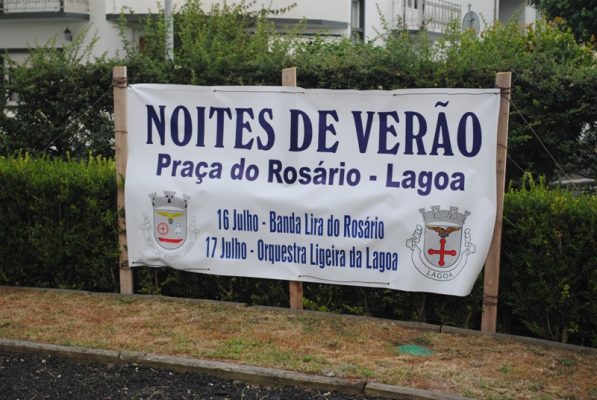 NOITES DE VERÃO
Praça do Rosário - Lagoa
16 Julho - Banda Lira do Rosário
17 Julho - Orquestra Ligeira da Lagoa
LAGOA